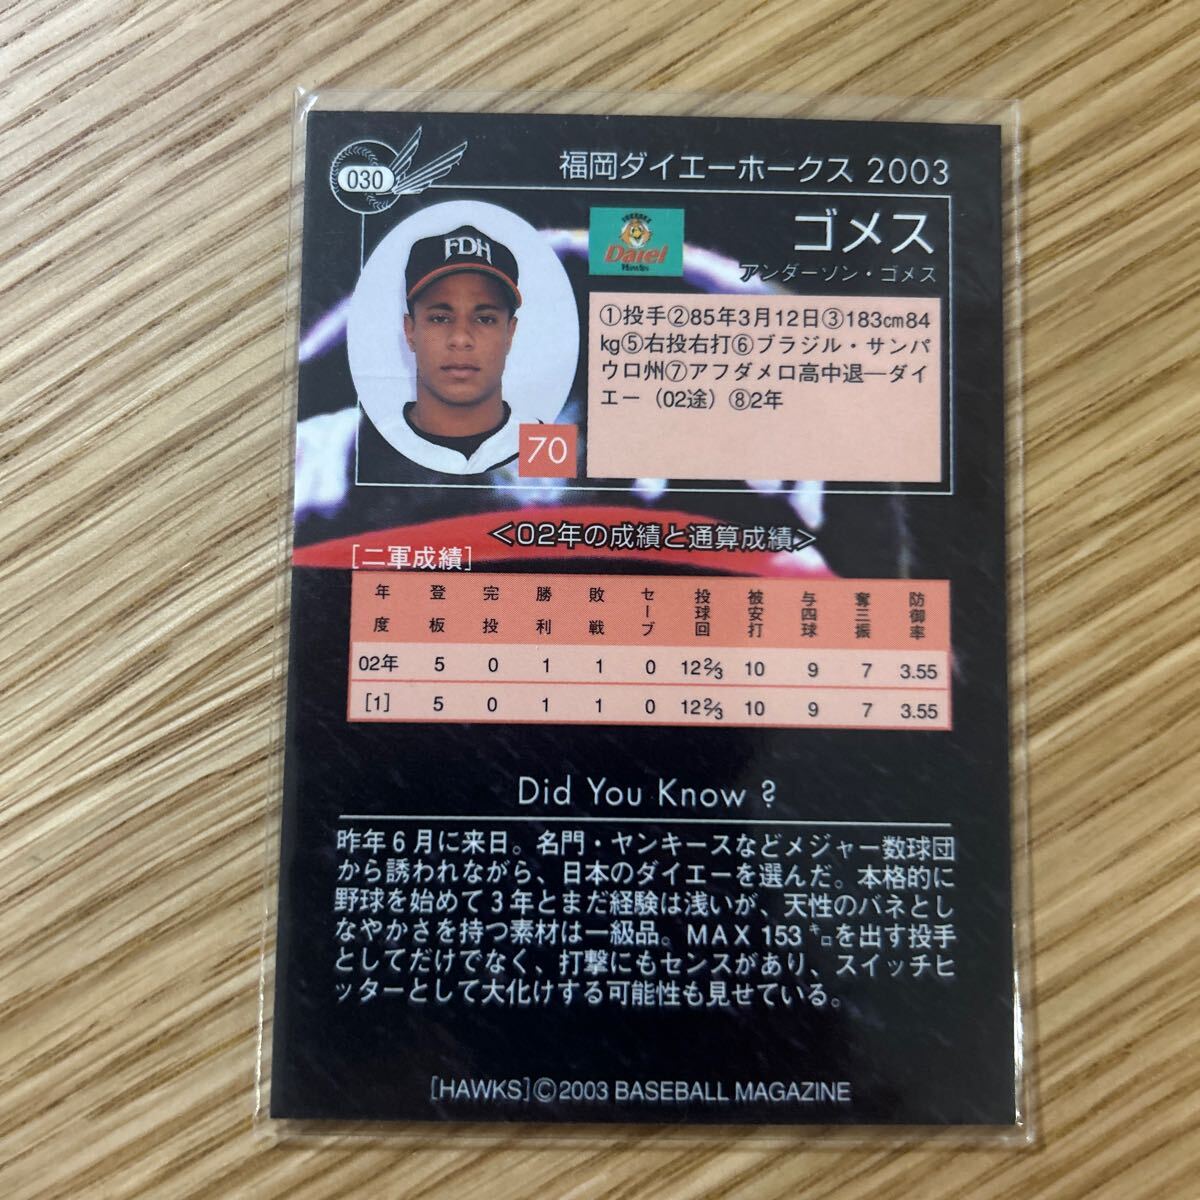 030
福岡ダイエーホークス 2003
ゴメス
アンダーソン・ゴメス
FDH
FUKUOKA
Daiei
Hawks
70
①投手②85年3月12日③183cm84
kg⑤右投右打⑥ブラジル・サンパ
ウロ州⑦アフダメロ高中退―ダイ
エー（02途）⑧2年
＜02年の成績と通算成績＞
[二軍成績]
年度 登板 完投 勝利 敗戦 セーブ 投球回 被安打 与四球 奪三振 防御率
02年 5 0 1 1 0 12⅔ 10 9 7 3.55
[1] 5 0 1 1 0 12⅔ 10 9 7 3.55
Did You Know ?
昨年6月に来日。名門・ヤンキースなどメジャー数球団
から誘われながら、日本のダイエーを選んだ。本格的に
野球を始めて3年とまだ経験は浅いが、天性のバネとし
なやかさを持つ素材は一級品。MAX 153㌔を出す投手
としてだけでなく、打撃にもセンスがあり、スイッチヒ
ッターとして大化けする可能性も見せている。
[HAWKS]©2003 BASEBALL MAGAZINE